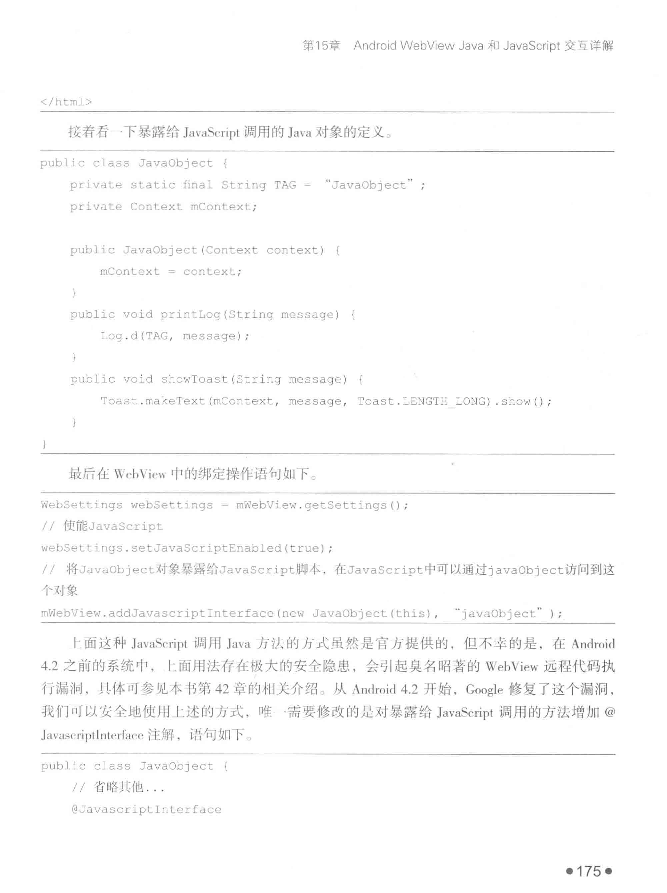 第15章 Android WebView Java 和 JavaScript 交互详解
</html>
接着看一下暴露给 JavaScript 调用的 Java 对象的定义。
public class JavaObject {
private static final String TAG = “JavaObject”;
private Context mContext;
public JavaObject(Context context) {
mContext = context;
}
public void printLog(String message) {
Log.d(TAG, message);
}
public void showToast(String message) {
Toast.makeText(mContext, message, Toast.LENGTH_LONG).show();
}
}
最后在 WebView 中的绑定操作语句如下。
WebSettings webSettings = mWebView.getSettings();
// 使能JavaScript
webSettings.setJavaScriptEnabled(true);
// 将JavaObject对象暴露给JavaScript脚本，在JavaScript中可以通过javaObject访问到这
个对象
mWebView.addJavascriptInterface(new JavaObject(this), “javaObject”);
上面这种 JavaScript 调用 Java 方法的方式虽然是官方提供的，但不幸的是，在 Android
4.2 之前的系统中，上面用法存在极大的安全隐患，会引起臭名昭著的 WebView 远程代码执
行漏洞，具体可参见本书第 42 章的相关介绍。从 Android 4.2 开始，Google 修复了这个漏洞，
我们可以安全地使用上述的方式，唯一需要修改的是对暴露给 JavaScript 调用的方法增加 @
JavascriptInterface 注解，语句如下。
public class JavaObject {
// 省略其他...
@JavascriptInterface
●175●